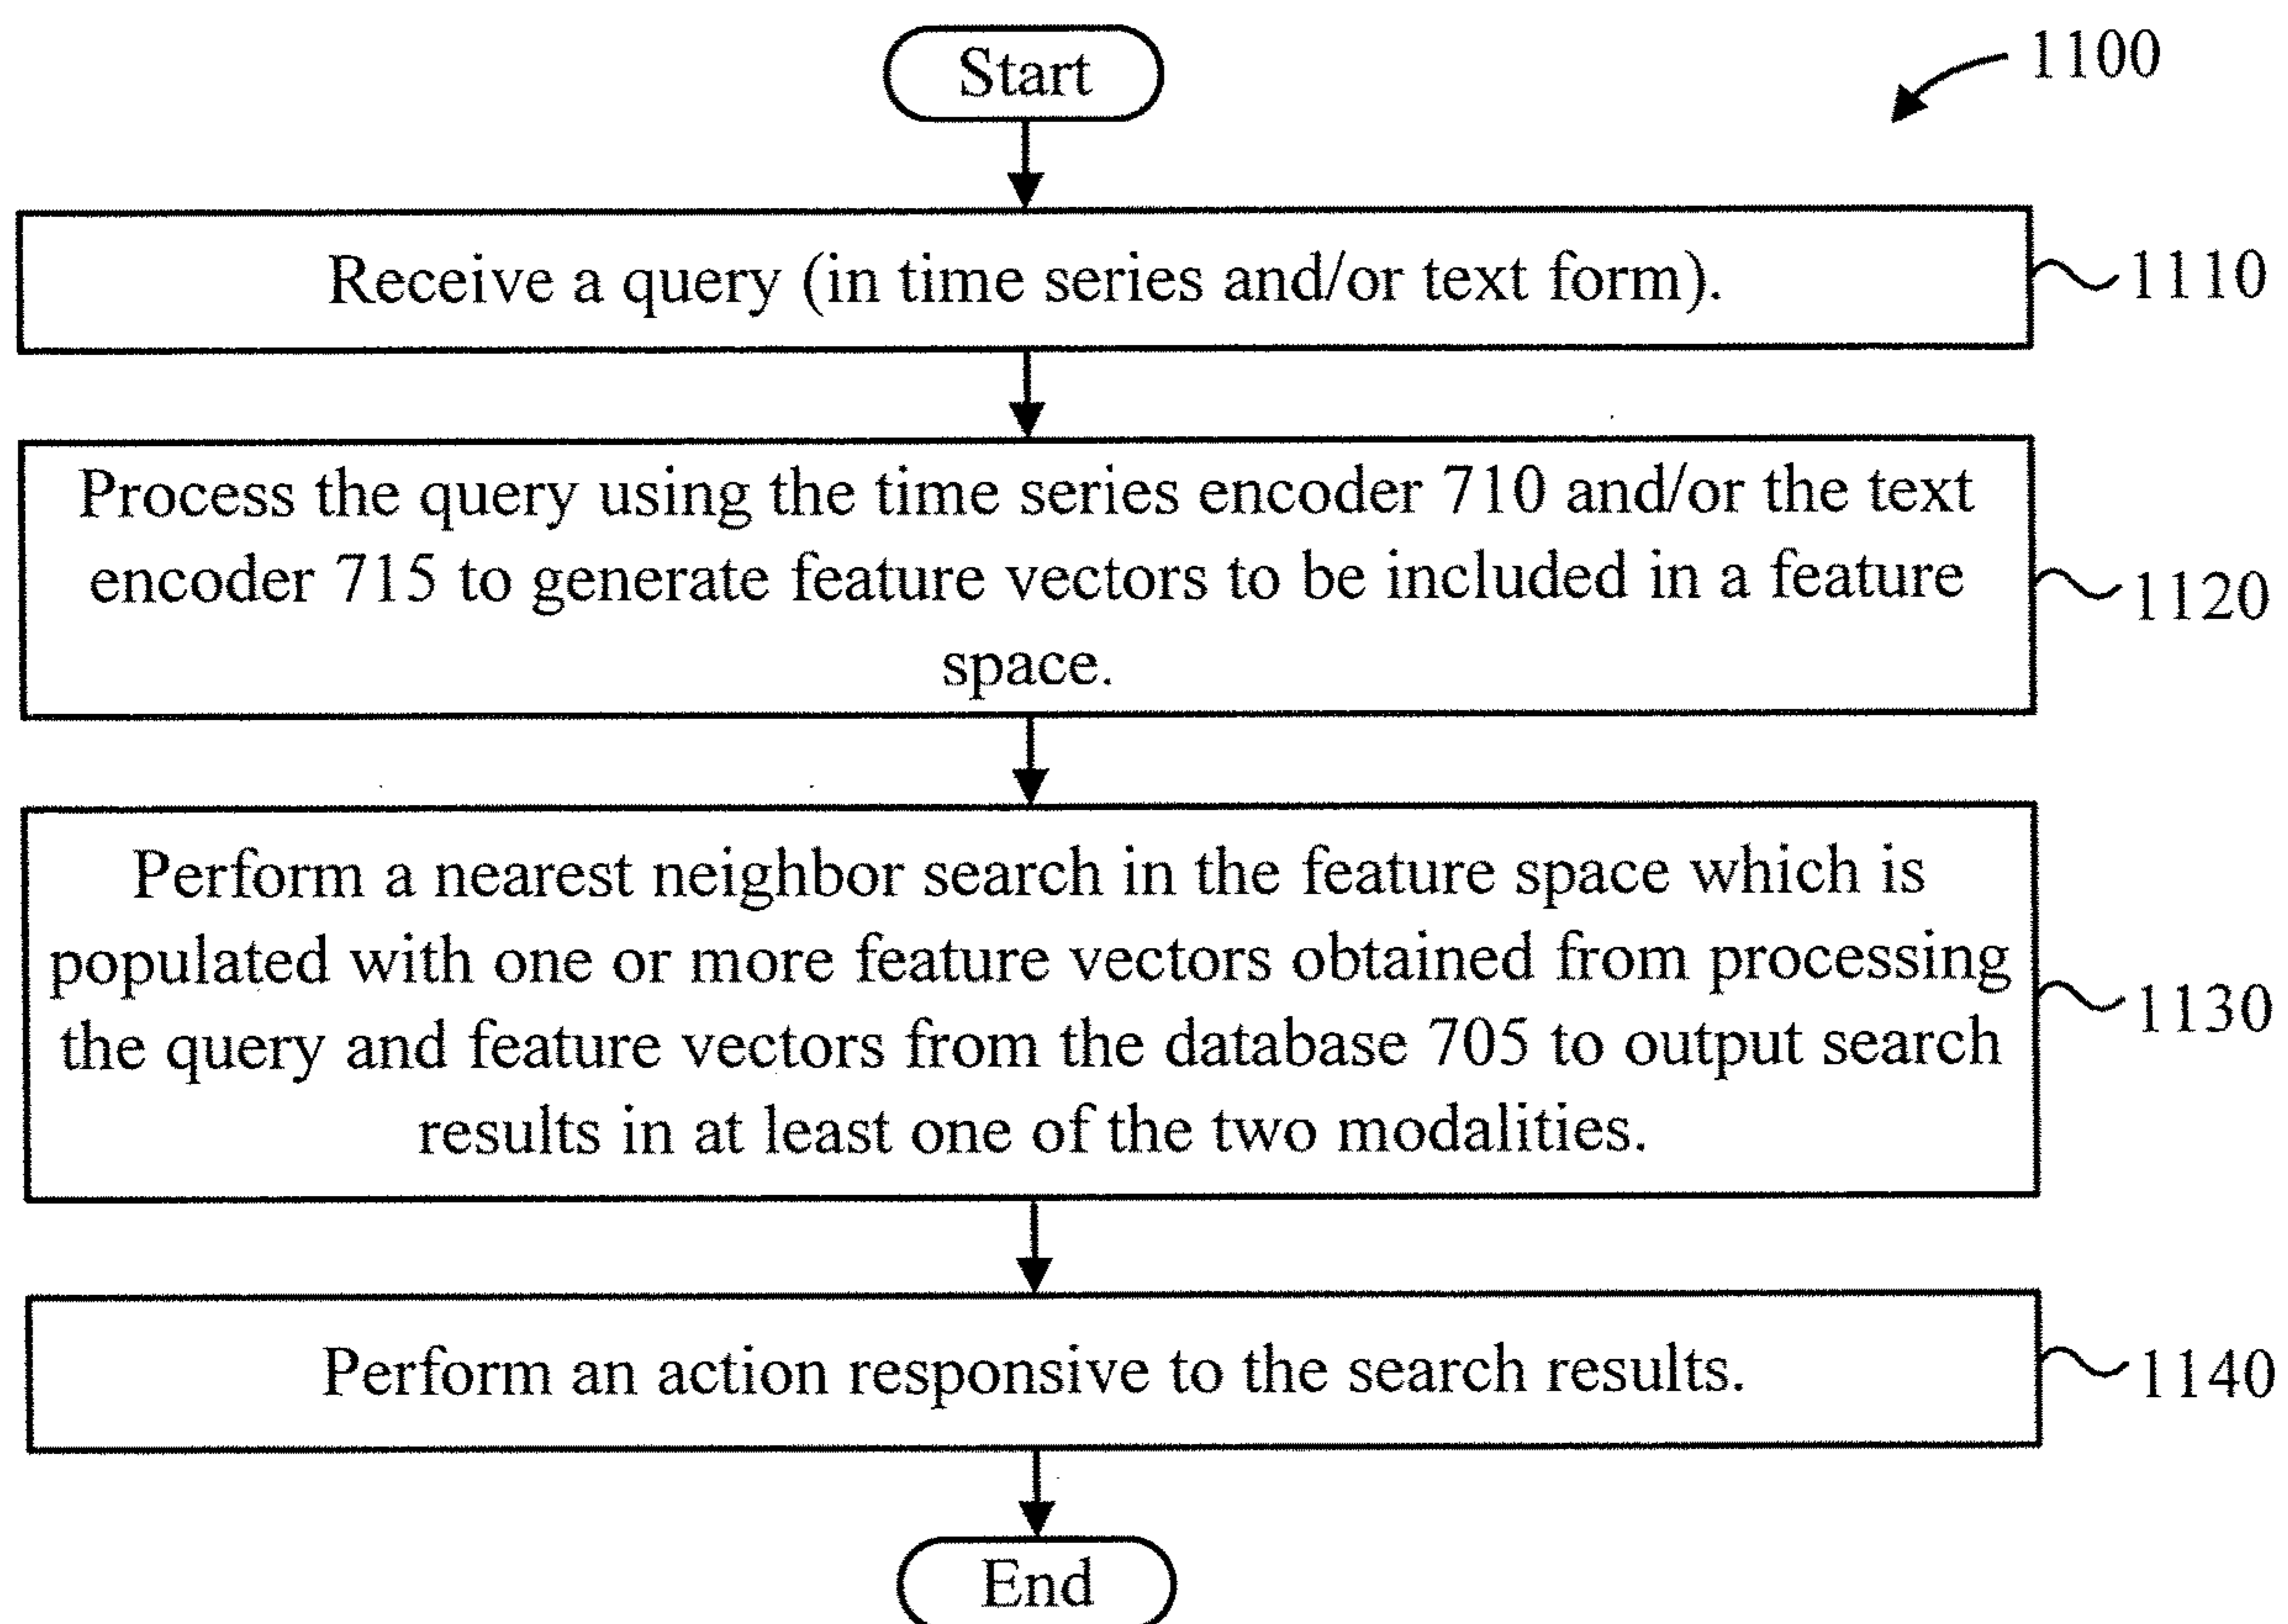 Start
1100
Receive a query (in time series and/or text form).
1110
Process the query using the time series encoder 710 and/or the text
encoder 715 to generate feature vectors to be included in a feature
space.
1120
Perform a nearest neighbor search in the feature space which is
populated with one or more feature vectors obtained from processing
the query and feature vectors from the database 705 to output search
results in at least one of the two modalities.
1130
Perform an action responsive to the search results.
1140
End